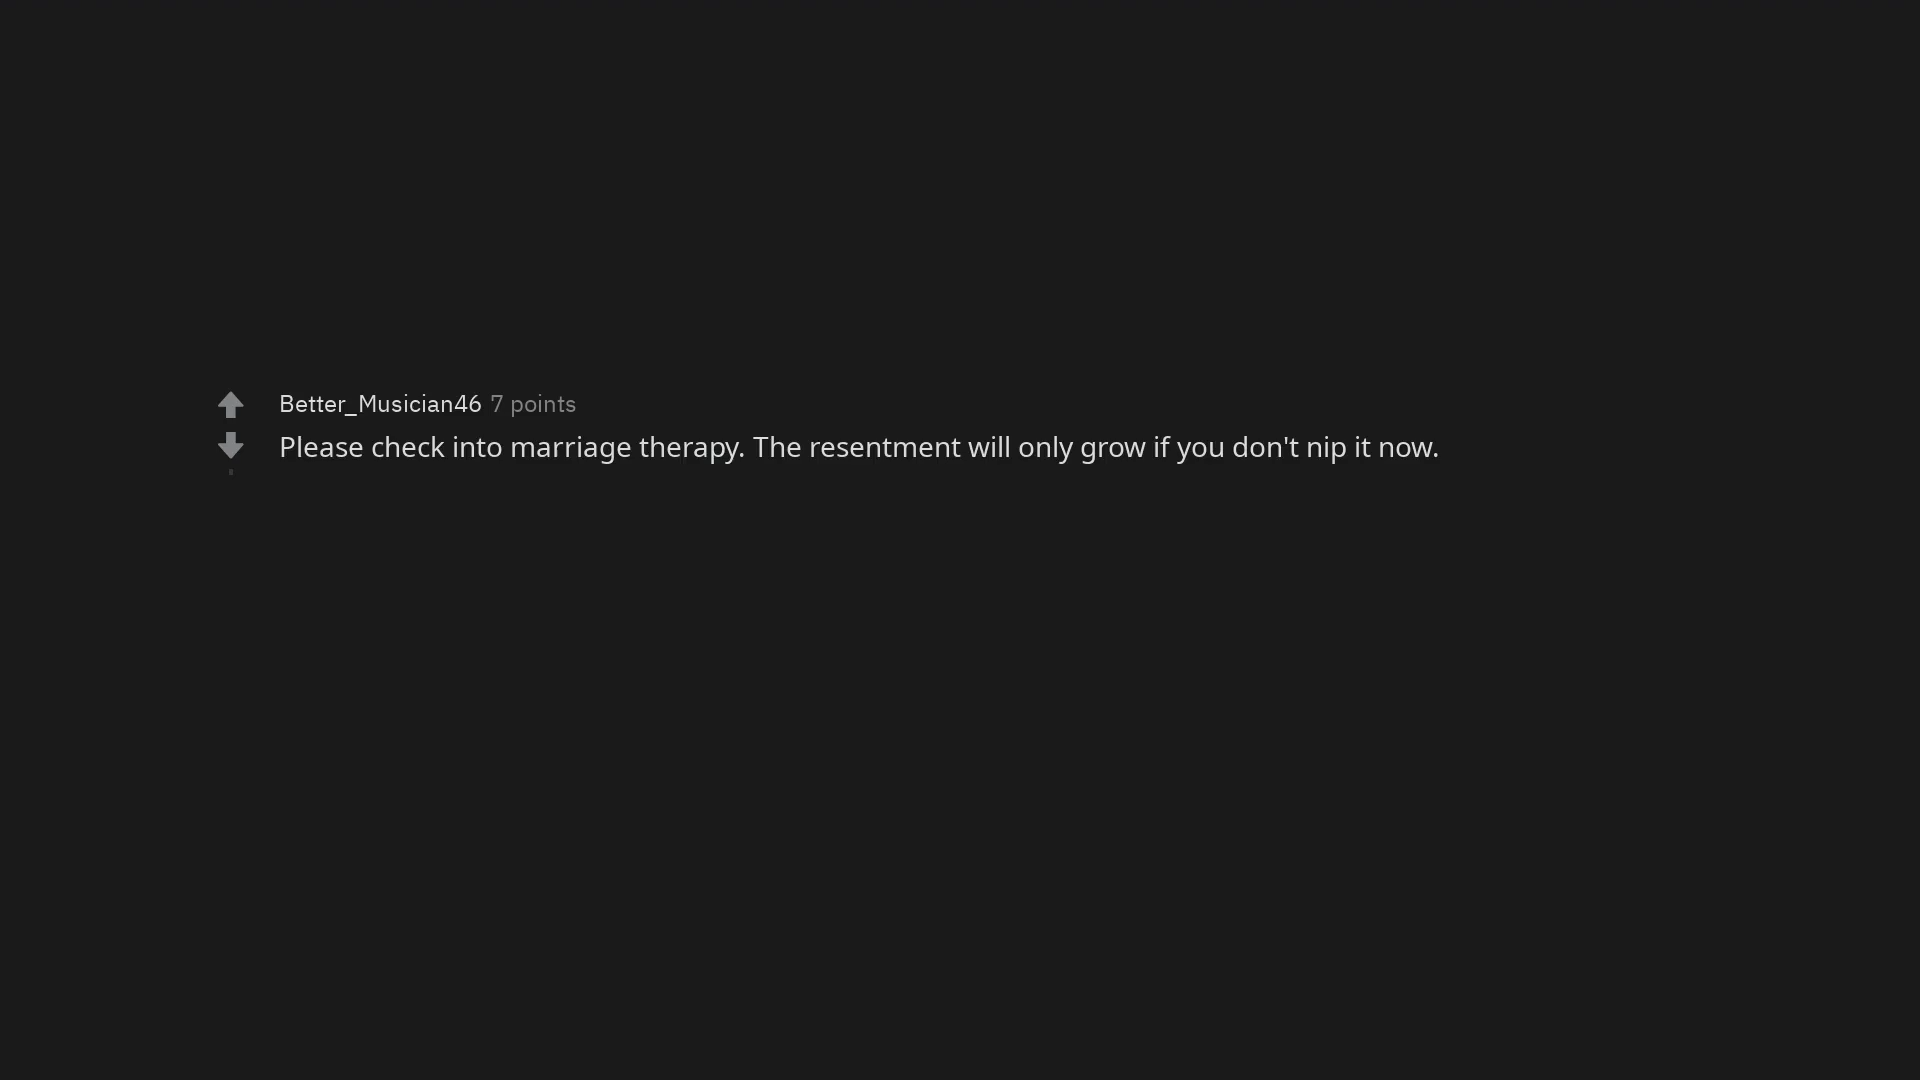 Better_Musician46 7 points
Please check into marriage therapy. The resentment will only grow if you don't nip it now.